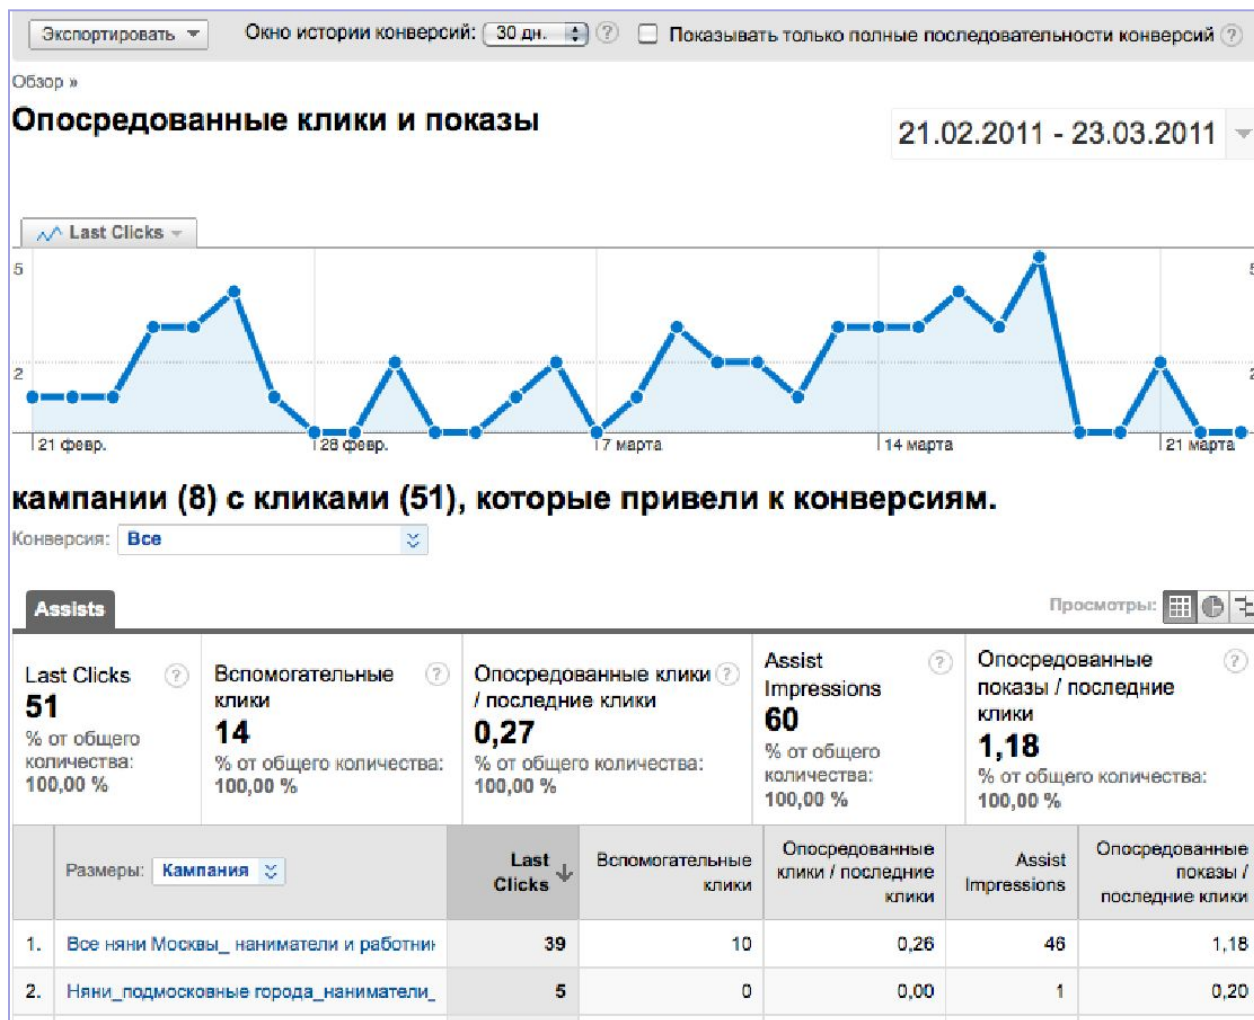 Экспортировать Окно истории конверсий: 30 дн. ? Показывать только полные последовательности конверсий ?
Обзор »
Опосредованные клики и показы
21.02.2011 - 23.03.2011
Last Clicks
5 5
2 2
21 февр. 28 февр. 7 марта 14 марта 21 марта
кампании (8) с кликами (51), которые привели к конверсиям.
Конверсия: Все
Assists
Просмотры:
Last Clicks ?
51
% от общего
количества:
100,00 %
Вспомогательные ?
клики
14
% от общего количества:
100,00 %
Опосредованные клики ?
/ последние клики
0,27
% от общего количества:
100,00 %
Assist ?
Impressions
60
% от общего
количества:
100,00 %
Опосредованные ?
показы / последние
клики
1,18
% от общего количества:
100,00 %
Размеры: Кампания
Last
Clicks
Вспомогательные
клики
Опосредованные
клики / последние
клики
Assist
Impressions
Опосредованные
показы /
последние клики
1. Все няни Москвы_ наниматели и работни 39 10 0,26 46 1,18
2. Няни_подмосковные города_наниматели_ 5 0 0,00 1 0,20